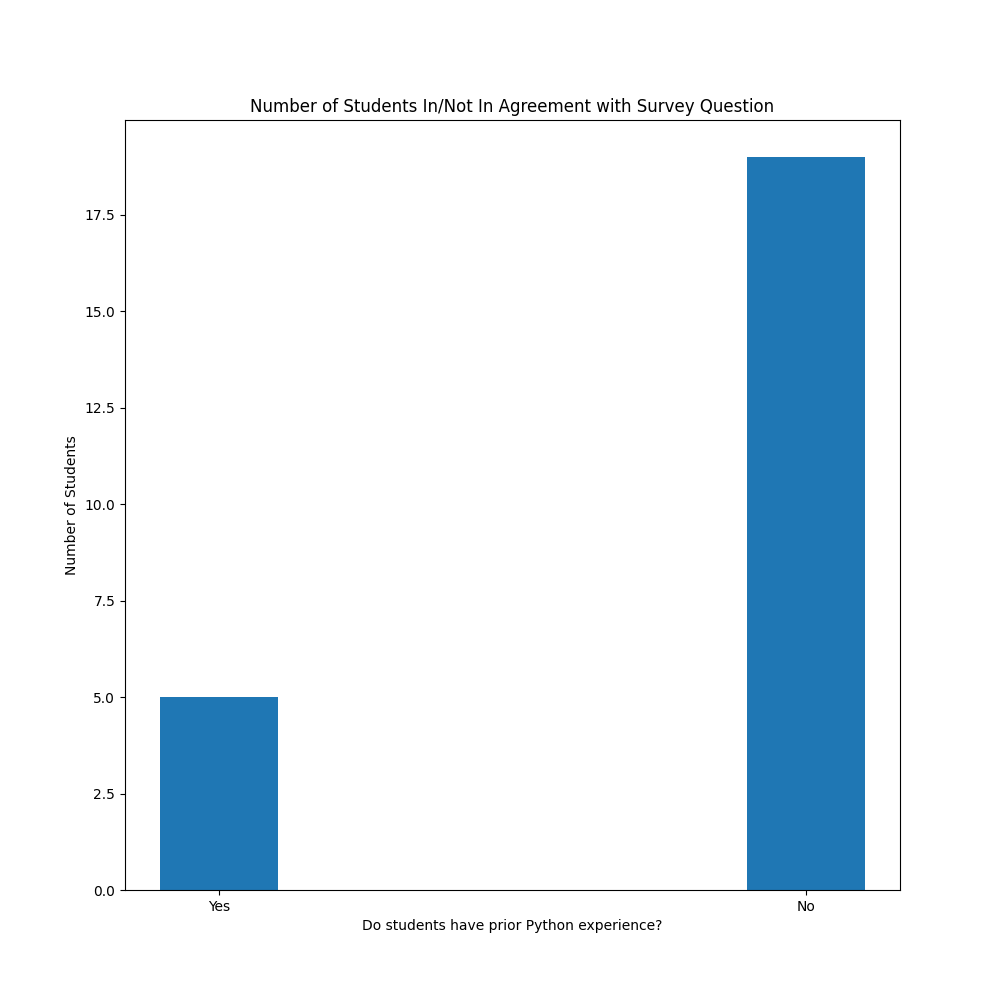 Number of Students In/Not In Agreement with Survey Question
17.5
15.0
12.5
10.0
7.5
5.0
2.5
0.0
Number of Students
Yes
No
Do students have prior Python experience?